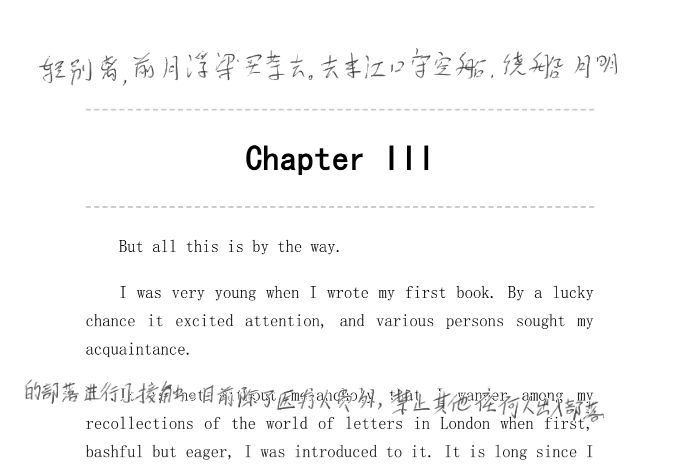 轻别离,前月浮梁买茶去。去来江口守空船,绕船月明
Chapter III
But all this is by the way.
I was very young when I wrote my first book. By a lucky
chance it excited attention, and various persons sought my
acquaintance.
的部落进行了接触。目前除了医疗人员外,禁止其他任何人出入部落
It is not without melancholy that I wander among my
recollections of the world of letters in London when first,
bashful but eager, I was introduced to it. It is long since I